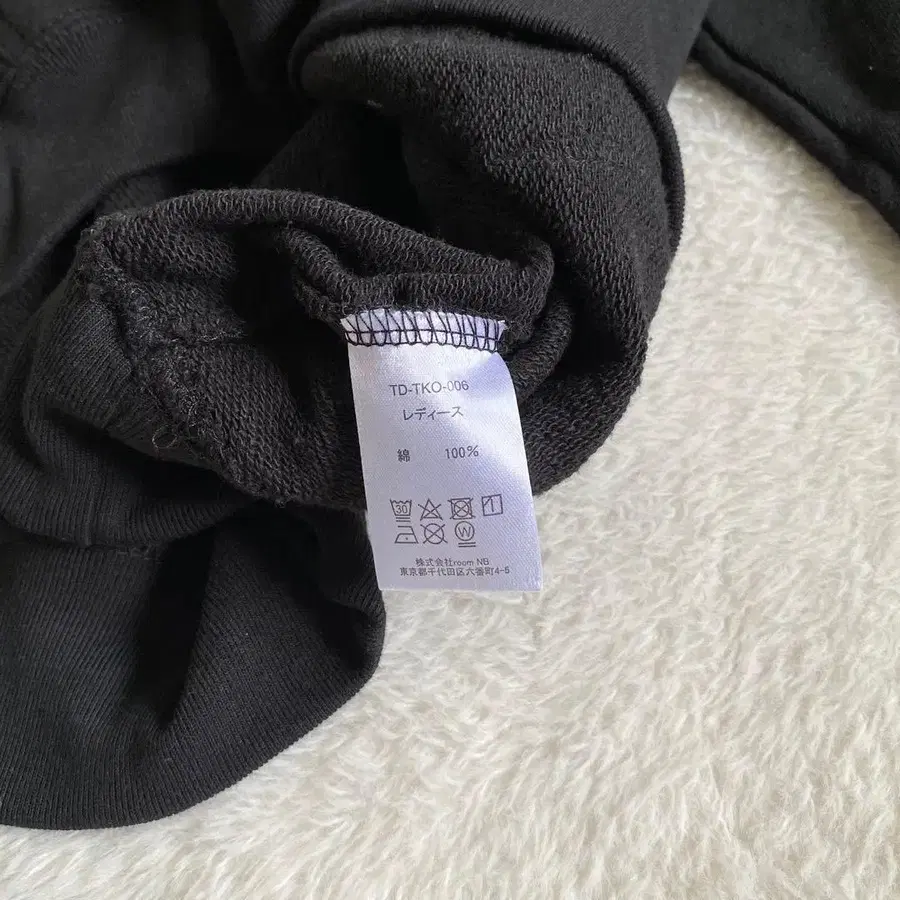 TD-TKO-006
レディース
綿 100%
30
W
株式会社room NB
東京都千代田区六番町4-5